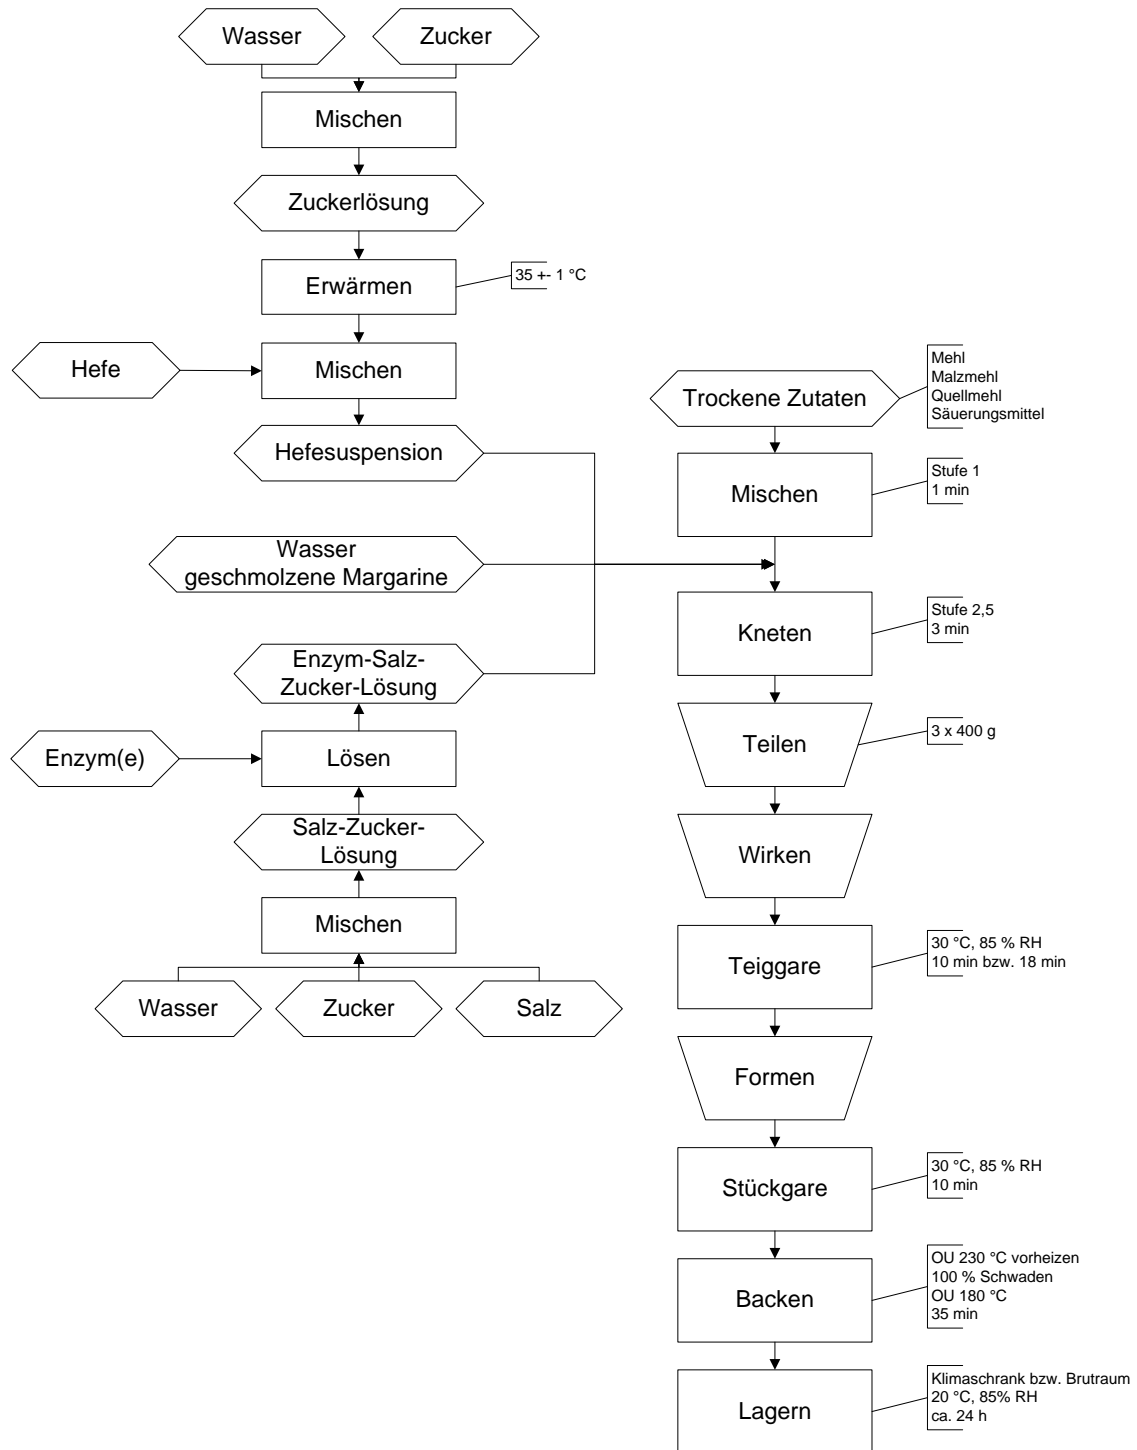 Wasser
Zucker
Mischen
Zuckerlösung
Erwärmen
35 +- 1 °C
Hefe
Mischen
Hefesuspension
Wasser
geschmolzene Margarine
Enzym-Salz-
Zucker-Lösung
Enzym(e)
Lösen
Salz-Zucker-
Lösung
Mischen
Wasser
Zucker
Salz
Trockene Zutaten
Mehl
Malzmehl
Quellmehl
Säuerungsmittel
Mischen
Stufe 1
1 min
Kneten
Stufe 2,5
3 min
Teilen
3 x 400 g
Wirken
Teiggare
30 °C, 85 % RH
10 min bzw. 18 min
Formen
Stückgare
30 °C, 85 % RH
10 min
Backen
OU 230 °C vorheizen
100 % Schwaden
OU 180 °C
35 min
Lagern
Klimaschrank bzw. Brutraum
20 °C, 85% RH
ca. 24 h